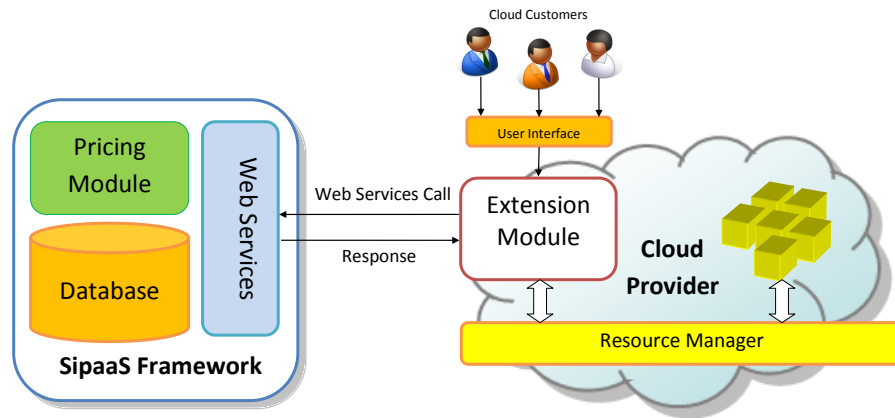 Cloud Customers
User Interface
Pricing
Module
Web Services
Database
SipaaS Framework
Web Services Call
Response
Extension
Module
Cloud
Provider
Resource Manager